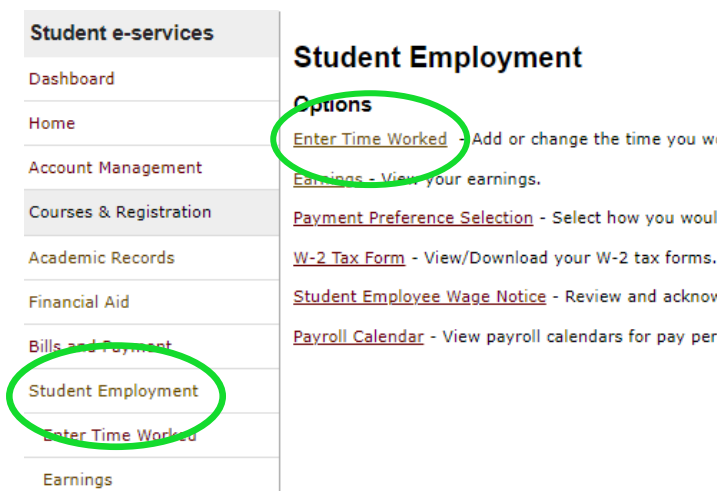 Student e-services
Dashboard
Home
Account Management
Courses & Registration
Academic Records
Financial Aid
Bills and Payment
Student Employment
Enter Time Worked
Earnings
Student Employment
Options
Enter Time Worked - Add or change the time you
Earnings - View your earnings.
Payment Preference Selection - Select how you
W-2 Tax Form - View/Download your W-2 tax forms.
Student Employee Wage Notice - Review and
Payroll Calendar - View payroll calendars for pay